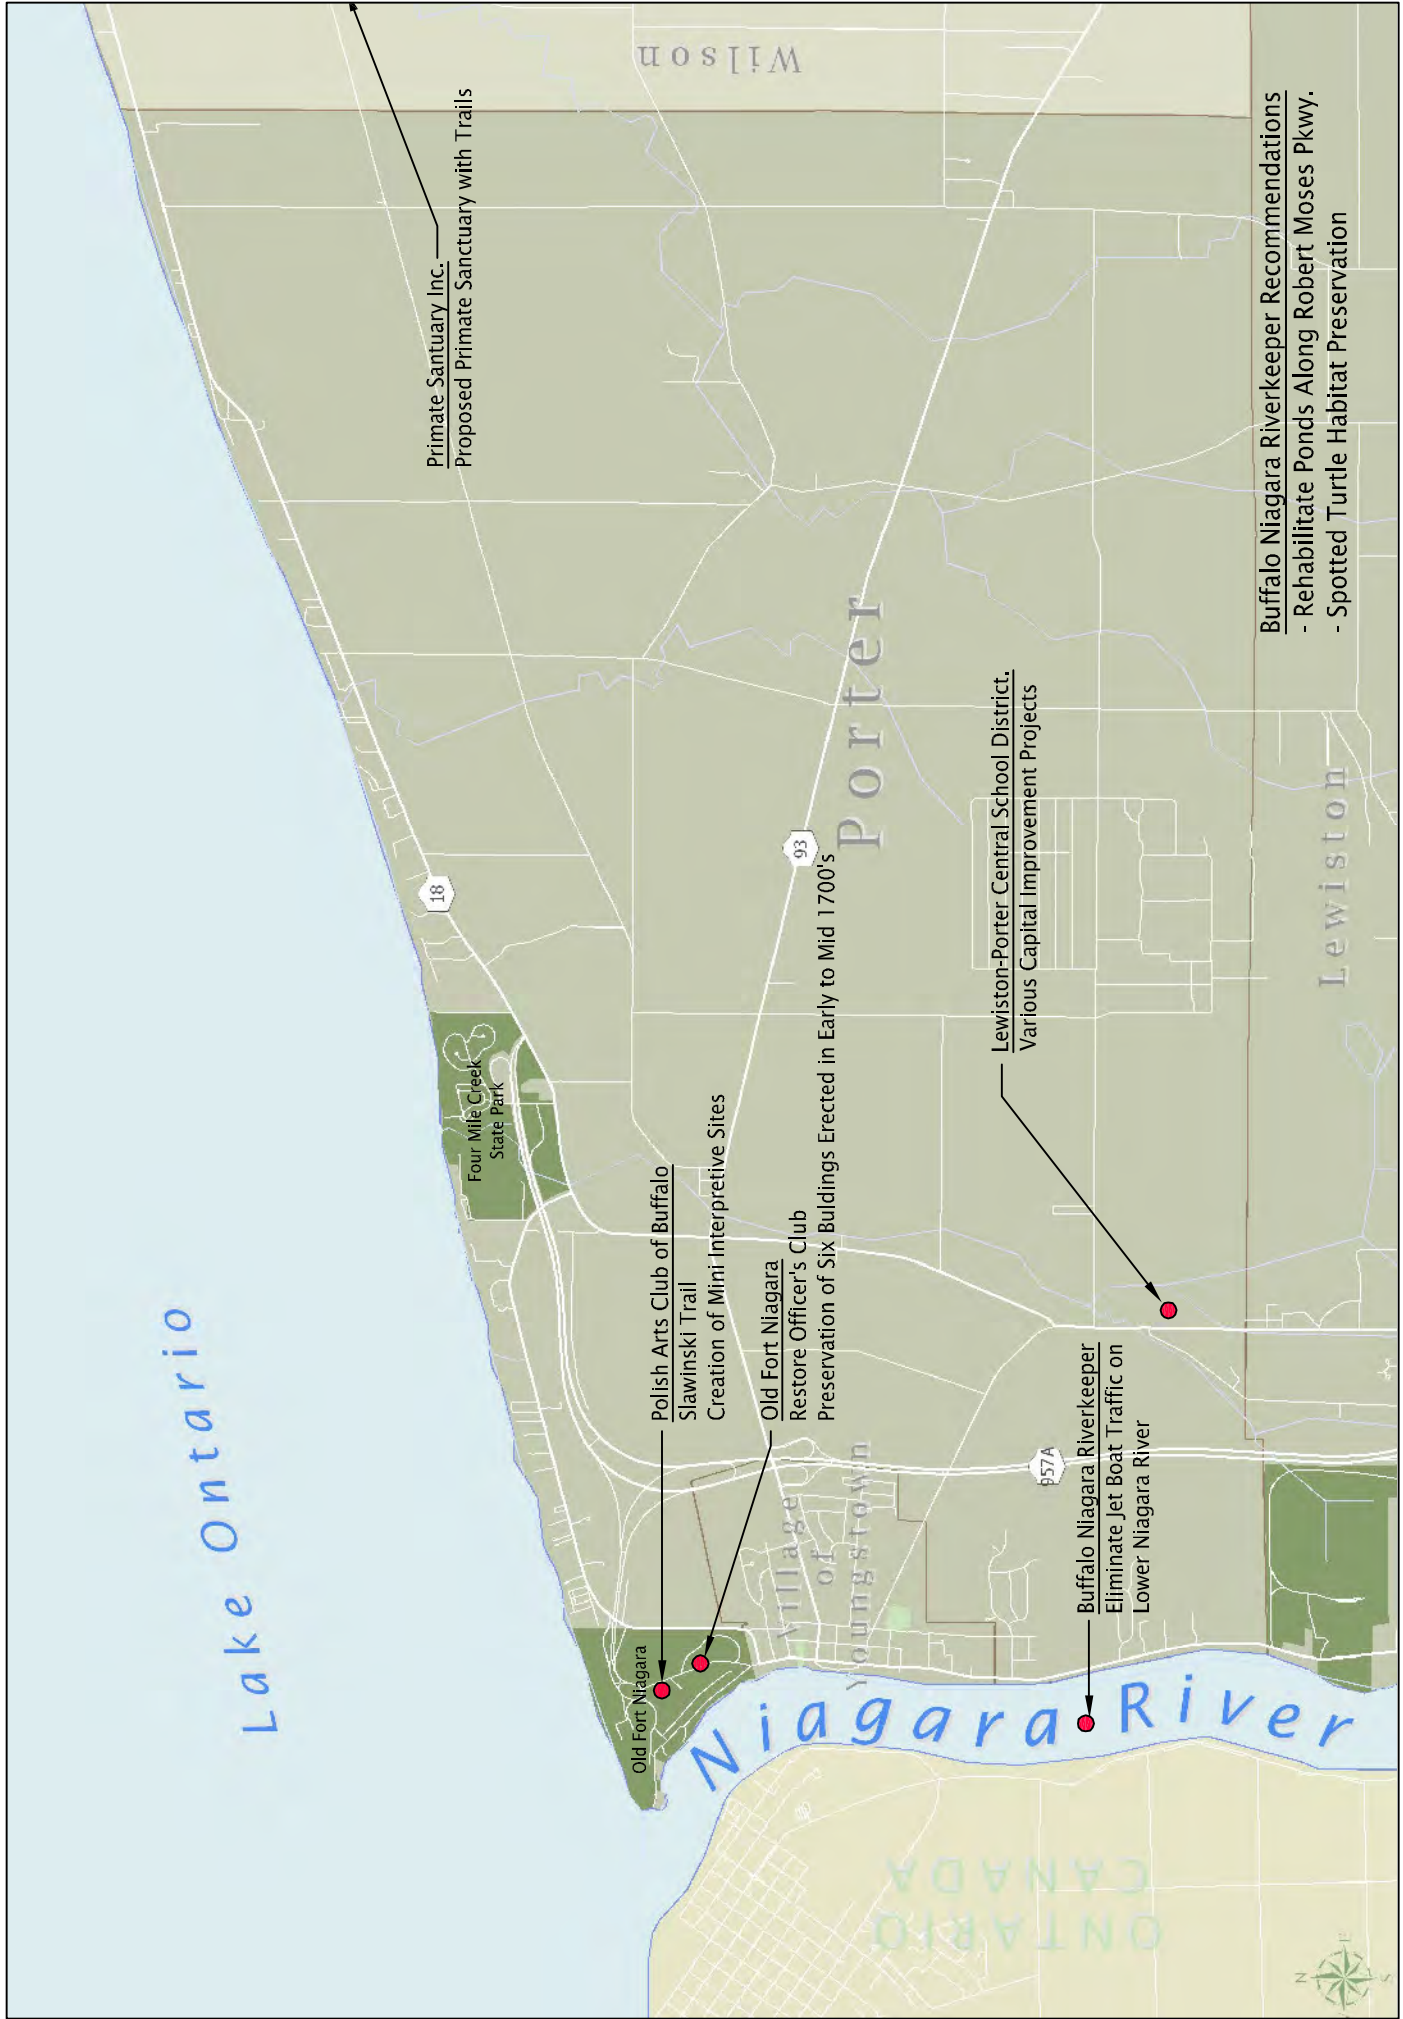 Lake Ontario
Wilson
Primate Santuary Inc.
Proposed Primate Sanctuary with Trails
18
Four Mile Creek
State Park
Polish Arts Club of Buffalo
Slawinski Trail
Creation of Mini Interpretive Sites
Old Fort Niagara
Old Fort Niagara
Restore Officer's Club
Preservation of Six Buldings Erected in Early to Mid 1700's
93
Porter
Village
of
Youngstown
Niagara River
Lewiston-Porter Central School District.
Various Capital Improvement Projects
957A
Buffalo Niagara Riverkeeper
Eliminate Jet Boat Traffic on
Lower Niagara River
Buffalo Niagara Riverkeeper Recommendations
- Rehabilitate Ponds Along Robert Moses Pkwy.
- Spotted Turtle Habitat Preservation
Lewiston
ONTARIO
CANADA
N
E
S